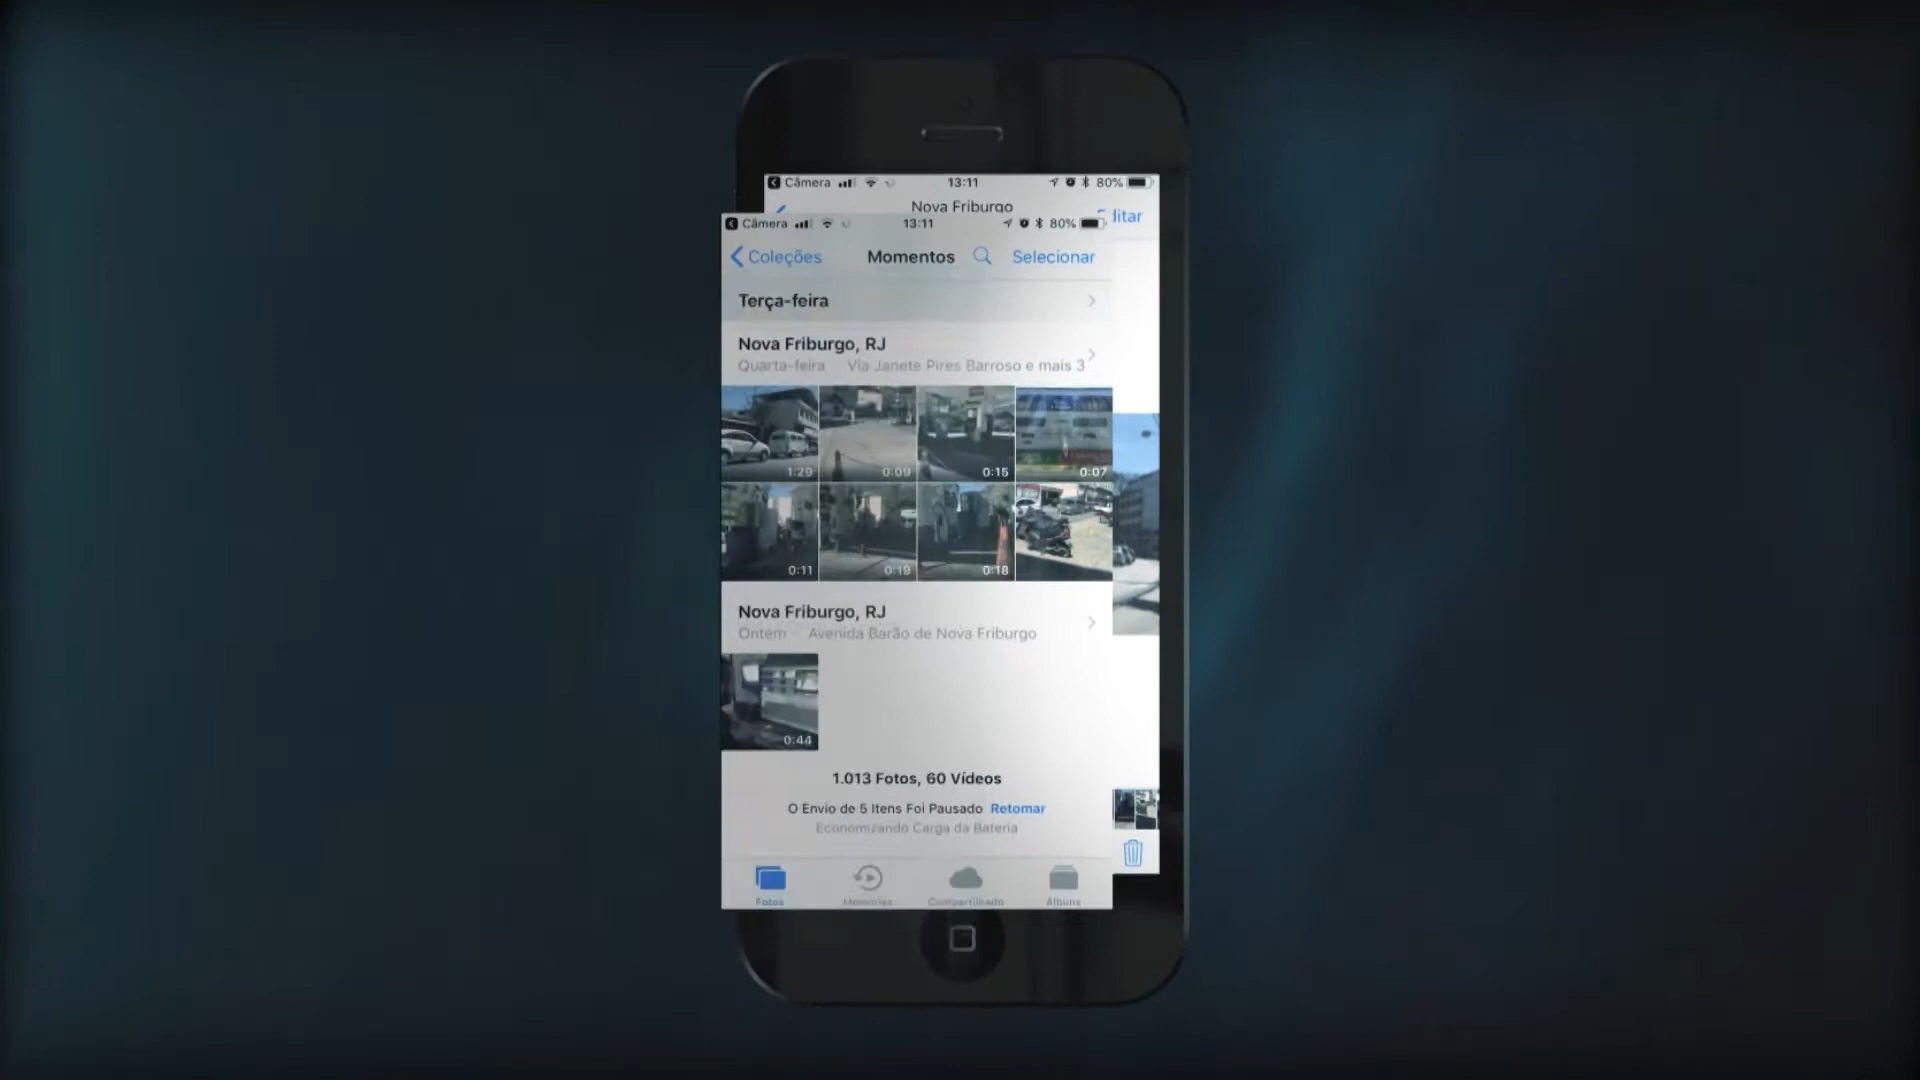 Câmera 13:11 80%
Nova Friburgo
ditar
Câmera 13:11 80%
Coleções Momentos Selecionar
Terça-feira
Nova Friburgo, RJ
Quarta-feira Via Janete Pires Barroso e mais 3
1:29 0:09 0:15 0:07
0:11 0:19 0:18
Nova Friburgo, RJ
Ontem Avenida Barão de Nova Friburgo
0:44
1.013 Fotos, 60 Vídeos
O Envio de 5 Itens Foi Pausado Retomar
Economizando Carga da Bateria
Fotos Memórias Compartilhado Álbuns